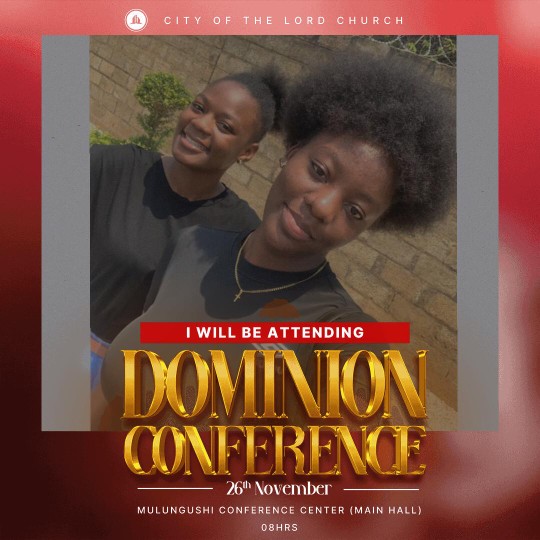 CITY OF THE LORD CHURCH
I WILL BE ATTENDING
DOMINION
CONFERENCE
26th November
MULUNGUSHI CONFERENCE CENTER (MAIN HALL)
08HRS